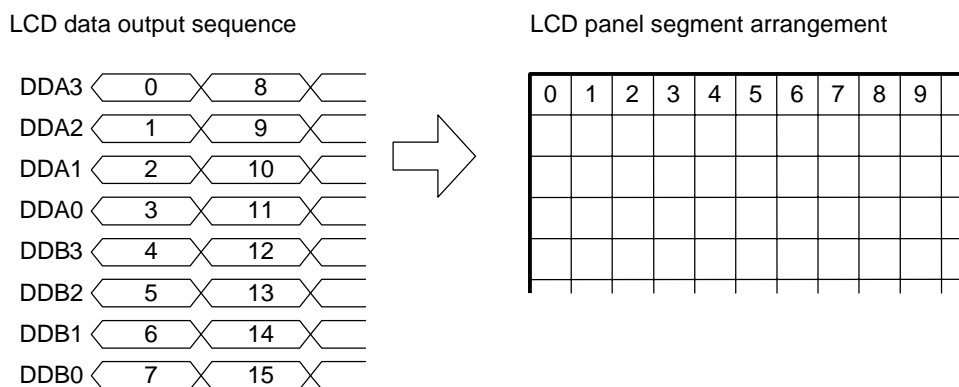 LCD data output sequence
DDA3 0 8
DDA2 1 9
DDA1 2 10
DDA0 3 11
DDB3 4 12
DDB2 5 13
DDB1 6 14
DDB0 7 15
LCD panel segment arrangement
0 1 2 3 4 5 6 7 8 9